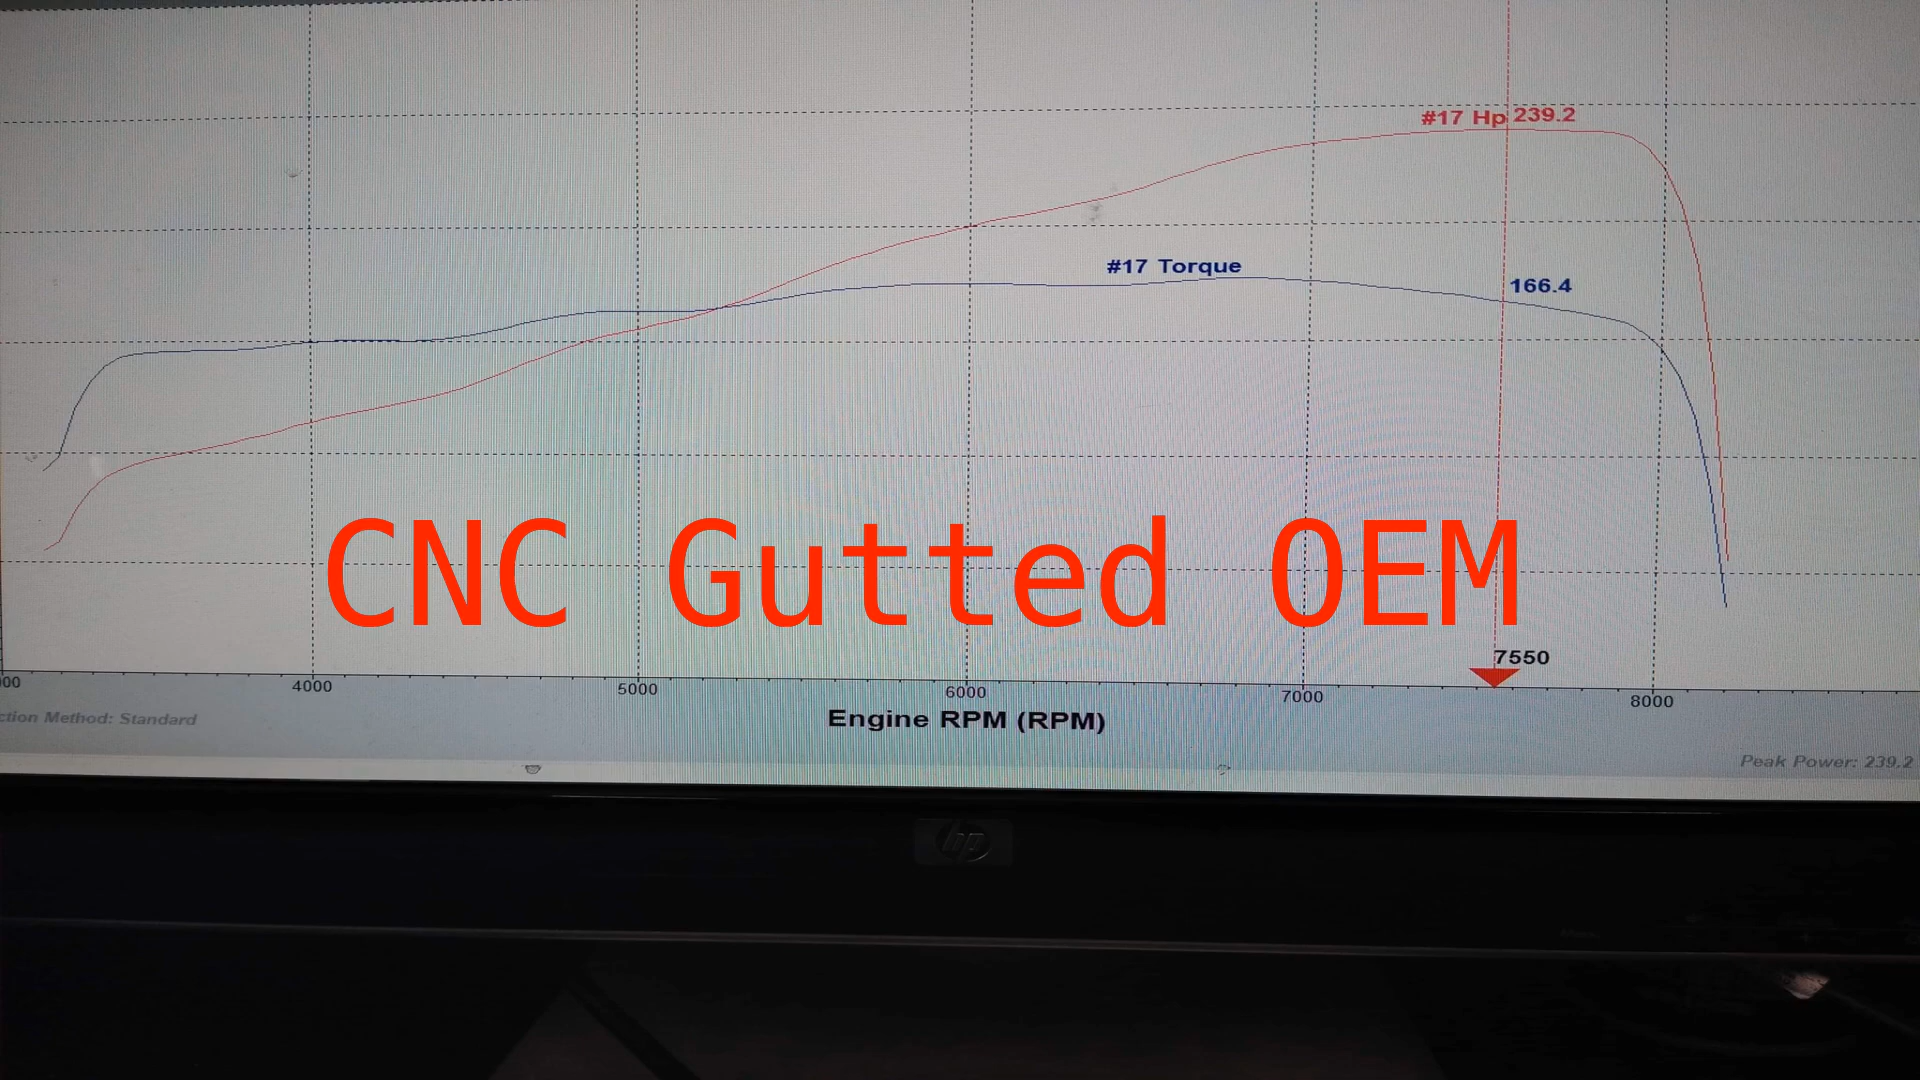 #17 Hp 239.2
#17 Torque
166.4
CNC Gutted OEM
7550
00 4000 5000 6000 7000 8000
Engine RPM (RPM)
ction Method: Standard
Peak Power: 239.2
hp